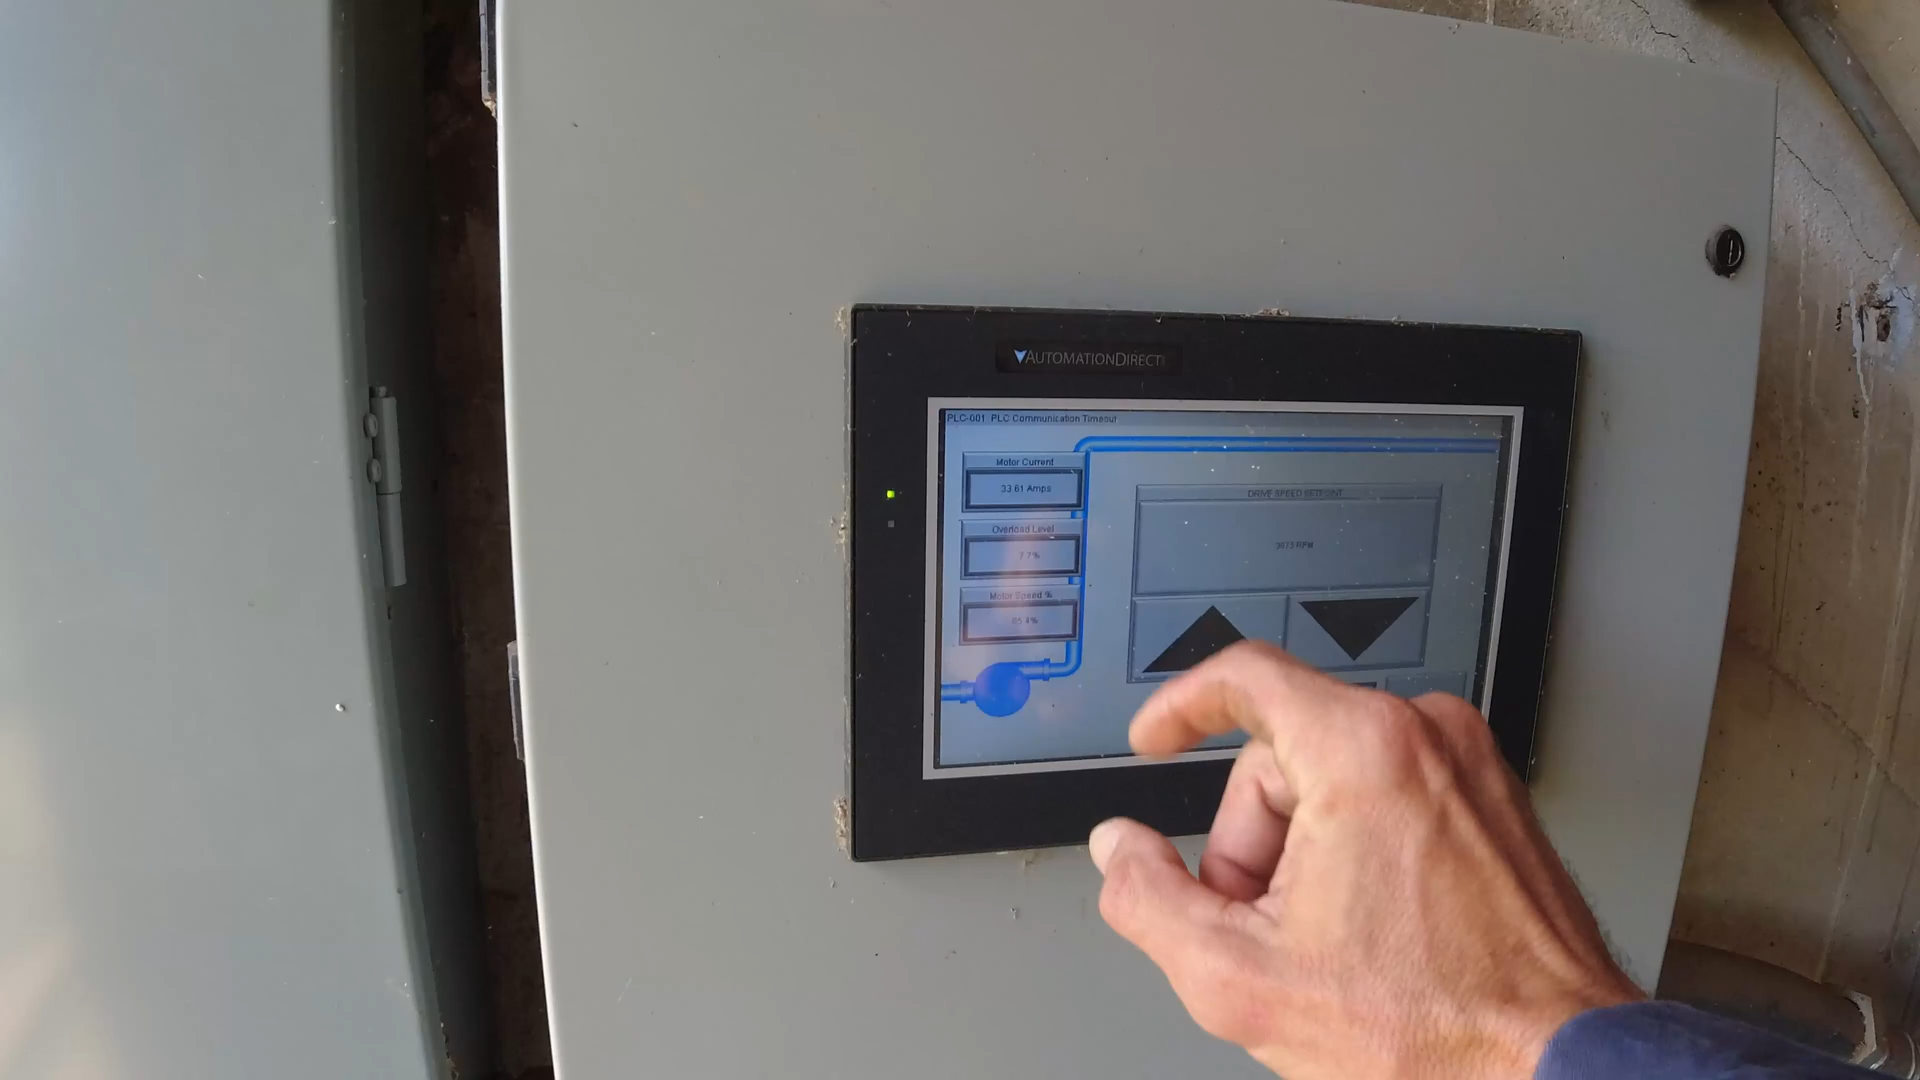 AUTOMATIONDIRECT
PLC-001 PLC Communication Timeout
Motor Current
33.61 Amps
Overload Level
7.7%
Motor Speed %
85.4%
DRIVE SPEED SETPOINT
RPM